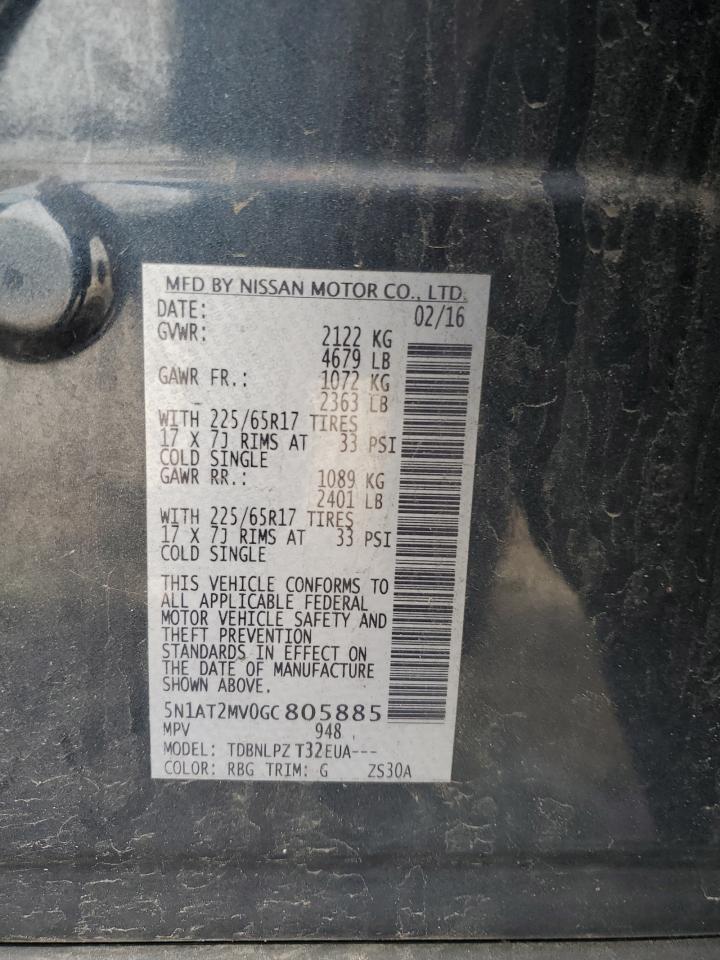 MFD BY NISSAN MOTOR CO., LTD.
DATE: 02/16
GVWR: 2122 KG
4679 LB
GAWR FR.: 1072 KG
2363 LB
WITH 225/65R17 TIRES
17 X 7J RIMS AT 33 PSI
COLD SINGLE
GAWR RR.: 1089 KG
2401 LB
WITH 225/65R17 TIRES
17 X 7J RIMS AT 33 PSI
COLD SINGLE
THIS VEHICLE CONFORMS TO
ALL APPLICABLE FEDERAL
MOTOR VEHICLE SAFETY AND
THEFT PREVENTION
STANDARDS IN EFFECT ON
THE DATE OF MANUFACTURE
SHOWN ABOVE.
5N1AT2MV0GC805885
MPV 948
MODEL: TDBNLPZ T32EUA---
COLOR: RBG TRIM: G ZS30A